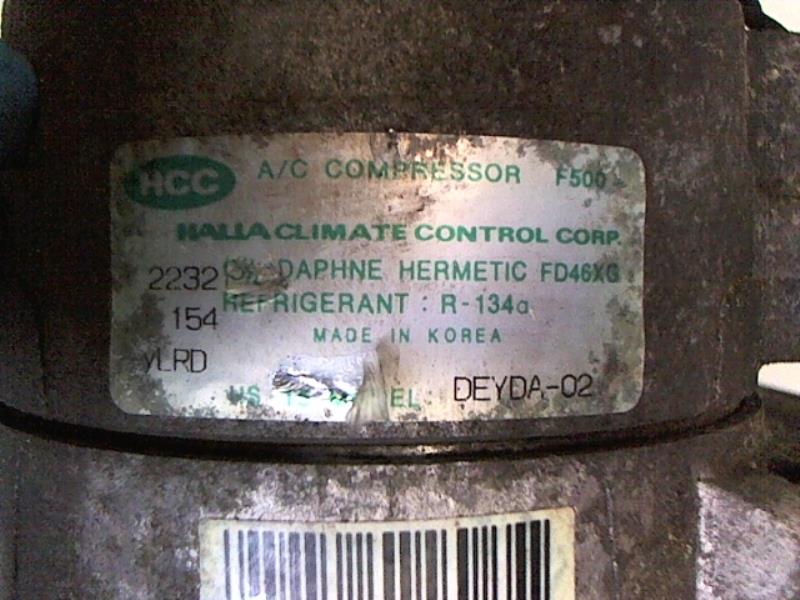 HCC A/C COMPRESSOR F500
HALLA CLIMATE CONTROL CORP.
2232 DAPHNE HERMETIC FD46XG
REFRIGERANT : R-134a
154
MADE IN KOREA
YLRD
DEYDA-02